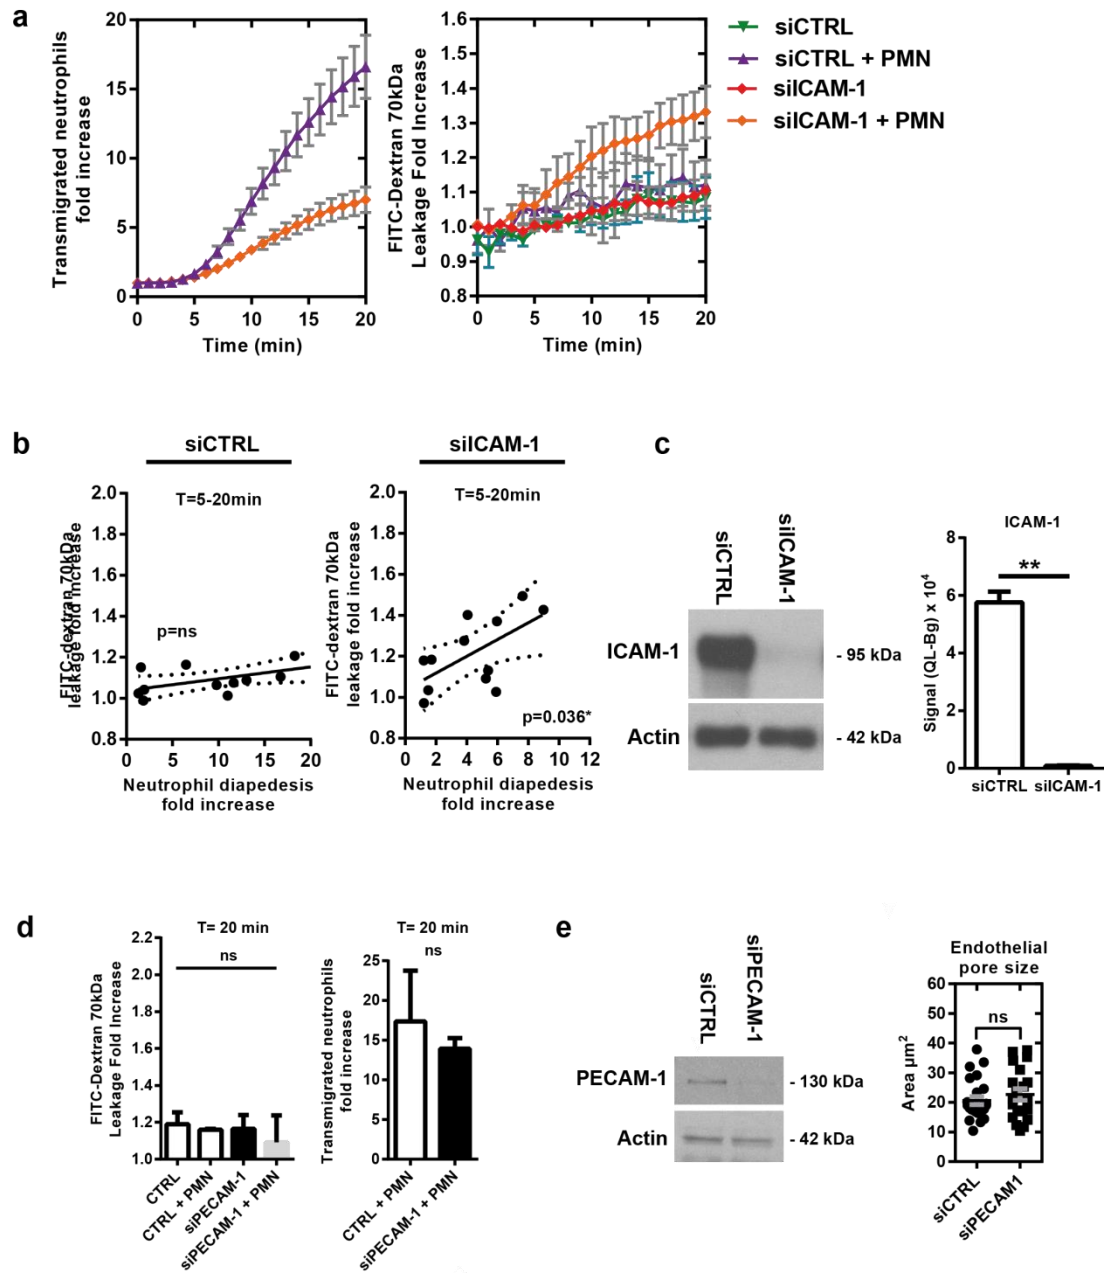 a
Transmigrated neutrophils
fold increase
20
15
10
5
0
0 5 10 15 20
Time (min)
FITC-Dextran 70kDa
Leakage Fold Increase
1.6
1.5
1.4
1.3
1.2
1.1
1.0
0.9
0.8
0 5 10 15 20
Time (min)
siCTRL
siCTRL + PMN
siICAM-1
siICAM-1 + PMN
b
siCTRL
T=5-20min
FITC-dextran 70kDa
leakage fold increase
2.0
1.8
1.6
1.4
1.2
1.0
0.8
p=ns
0 5 10 15 20
Neutrophil diapedesis
fold increase
siICAM-1
T=5-20min
FITC-dextran 70kDa
leakage fold increase
2.0
1.8
1.6
1.4
1.2
1.0
0.8
p=0.036*
0 2 4 6 8 10 12
Neutrophil diapedesis
fold increase
c
siCTRL
siICAM-1
ICAM-1
- 95 kDa
Actin
- 42 kDa
ICAM-1
**
Signal (QL-Bg) x 10⁴
8
6
4
2
0
siCTRL siICAM-1
d
T= 20 min
ns
FITC-Dextran 70kDa
Leakage Fold Increase
2.2
2.0
1.8
1.6
1.4
1.2
1.0
CTRL
CTRL + PMN
siPECAM-1
siPECAM-1 + PMN
T= 20 min
ns
Transmigrated neutrophils
fold increase
25
20
15
10
5
0
CTRL + PMN
siPECAM-1 + PMN
e
siCTRL
siPECAM-1
PECAM-1
- 130 kDa
Actin
- 42 kDa
Endothelial
pore size
ns
Area µm²
60
50
40
30
20
10
0
siCTRL
siPECAM1